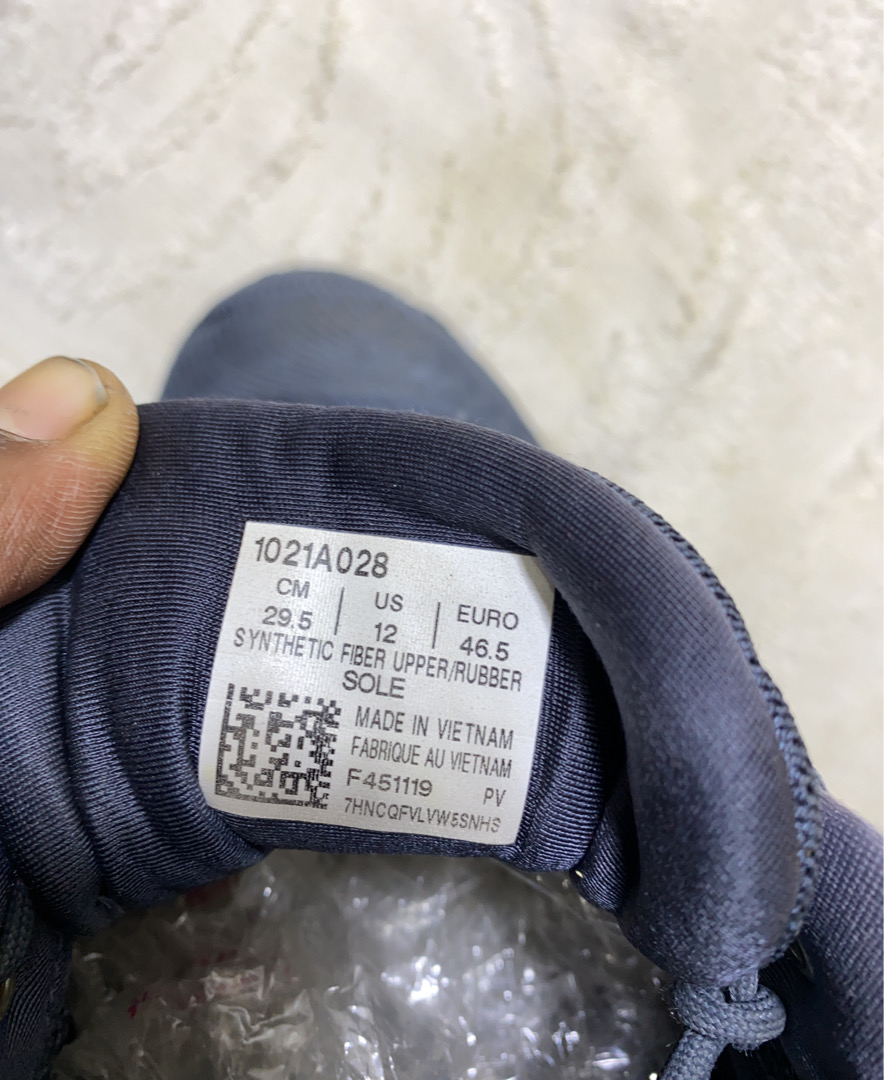 1021A028
CM | US | EURO
29.5 | 12 | 46.5
SYNTHETIC FIBER UPPER/RUBBER
SOLE
MADE IN VIETNAM
FABRIQUE AU VIETNAM
F451119 PV
7HNCQFVLVW5SNHS